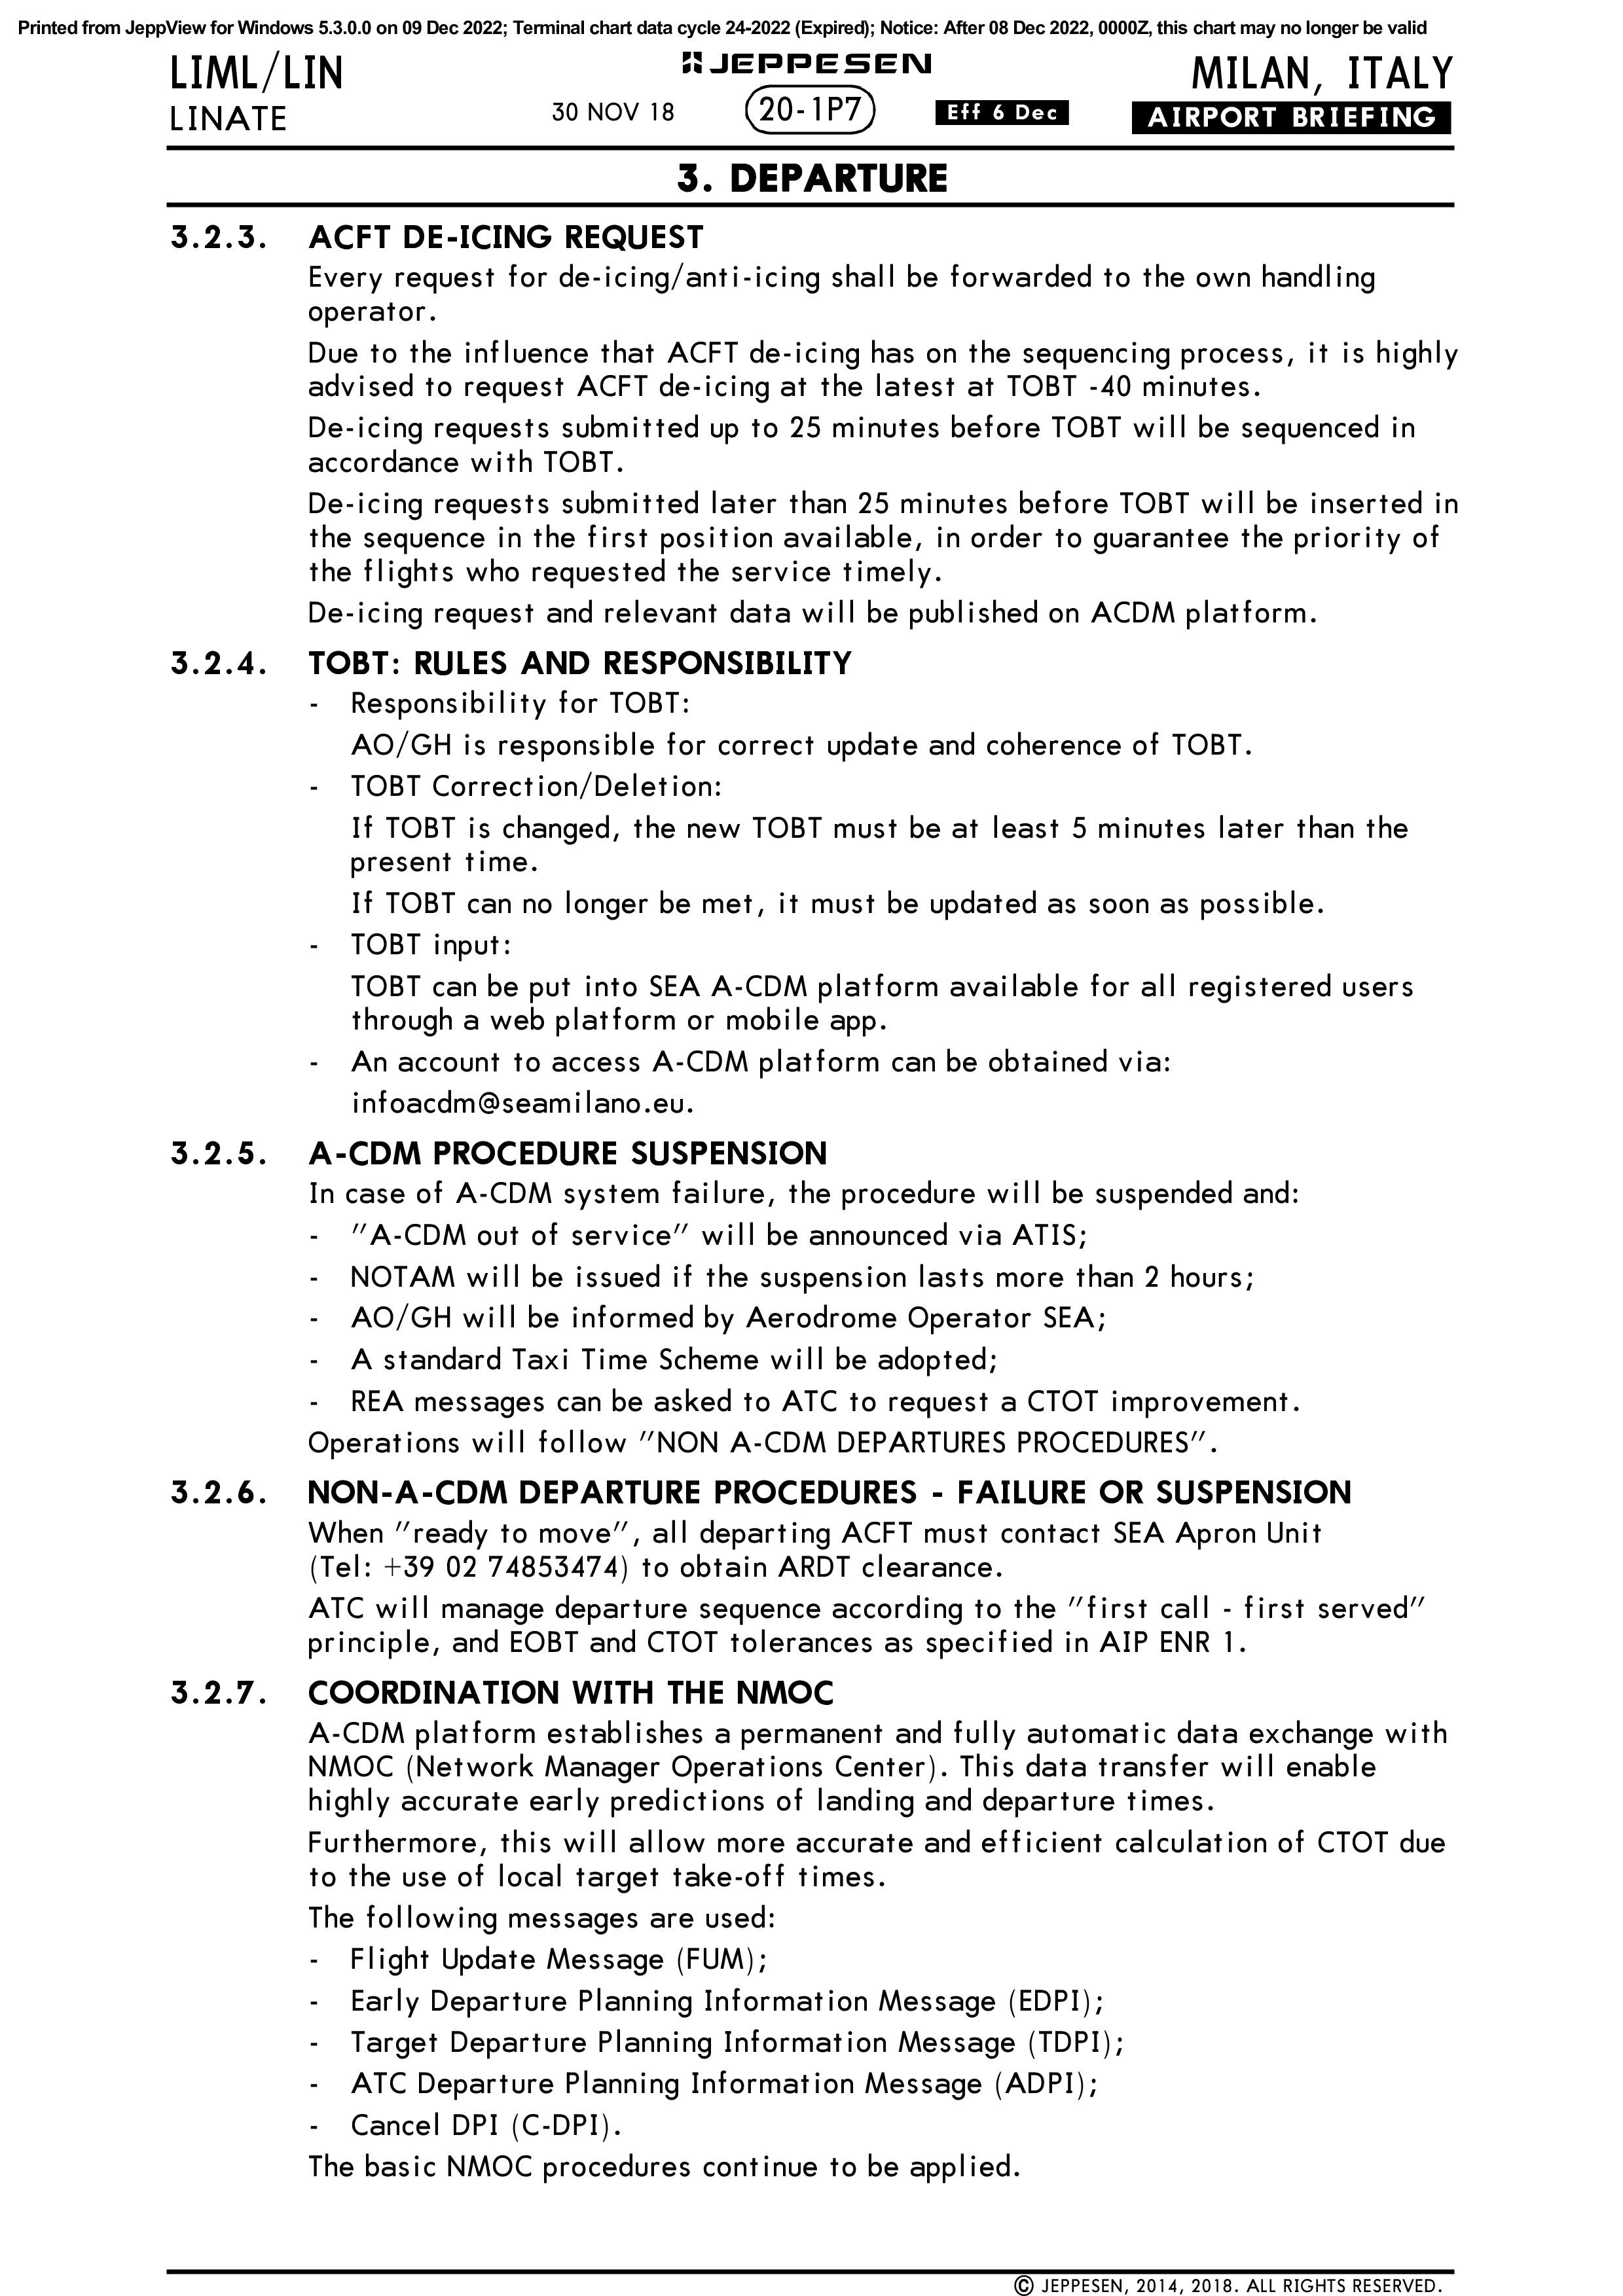 Printed from JeppView for Windows 5.3.0.0 on 09 Dec 2022; Terminal chart data cycle 24-2022 (Expired); Notice: After 08 Dec 2022, 0000Z, this chart may no longer be valid
LIML/LIN JEPPESEN MILAN, ITALY
LINATE 30 NOV 18 20-1P7 Eff 6 Dec AIRPORT BRIEFING
3. DEPARTURE
3.2.3. ACFT DE-ICING REQUEST
Every request for de-icing/anti-icing shall be forwarded to the own handling
operator.
Due to the influence that ACFT de-icing has on the sequencing process, it is highly
advised to request ACFT de-icing at the latest at TOBT -40 minutes.
De-icing requests submitted up to 25 minutes before TOBT will be sequenced in
accordance with TOBT.
De-icing requests submitted later than 25 minutes before TOBT will be inserted in
the sequence in the first position available, in order to guarantee the priority of
the flights who requested the service timely.
De-icing request and relevant data will be published on ACDM platform.
3.2.4. TOBT: RULES AND RESPONSIBILITY
- Responsibility for TOBT:
AO/GH is responsible for correct update and coherence of TOBT.
- TOBT Correction/Deletion:
If TOBT is changed, the new TOBT must be at least 5 minutes later than the
present time.
If TOBT can no longer be met, it must be updated as soon as possible.
- TOBT input:
TOBT can be put into SEA A-CDM platform available for all registered users
through a web platform or mobile app.
- An account to access A-CDM platform can be obtained via:
infoacdm@seamilano.eu.
3.2.5. A-CDM PROCEDURE SUSPENSION
In case of A-CDM system failure, the procedure will be suspended and:
- "A-CDM out of service" will be announced via ATIS;
- NOTAM will be issued if the suspension lasts more than 2 hours;
- AO/GH will be informed by Aerodrome Operator SEA;
- A standard Taxi Time Scheme will be adopted;
- REA messages can be asked to ATC to request a CTOT improvement.
Operations will follow "NON A-CDM DEPARTURES PROCEDURES".
3.2.6. NON-A-CDM DEPARTURE PROCEDURES - FAILURE OR SUSPENSION
When "ready to move", all departing ACFT must contact SEA Apron Unit
(Tel: +39 02 74853474) to obtain ARDT clearance.
ATC will manage departure sequence according to the "first call - first served"
principle, and EOBT and CTOT tolerances as specified in AIP ENR 1.
3.2.7. COORDINATION WITH THE NMOC
A-CDM platform establishes a permanent and fully automatic data exchange with
NMOC (Network Manager Operations Center). This data transfer will enable
highly accurate early predictions of landing and departure times.
Furthermore, this will allow more accurate and efficient calculation of CTOT due
to the use of local target take-off times.
The following messages are used:
- Flight Update Message (FUM);
- Early Departure Planning Information Message (EDPI);
- Target Departure Planning Information Message (TDPI);
- ATC Departure Planning Information Message (ADPI);
- Cancel DPI (C-DPI).
The basic NMOC procedures continue to be applied.
© JEPPESEN, 2014, 2018. ALL RIGHTS RESERVED.